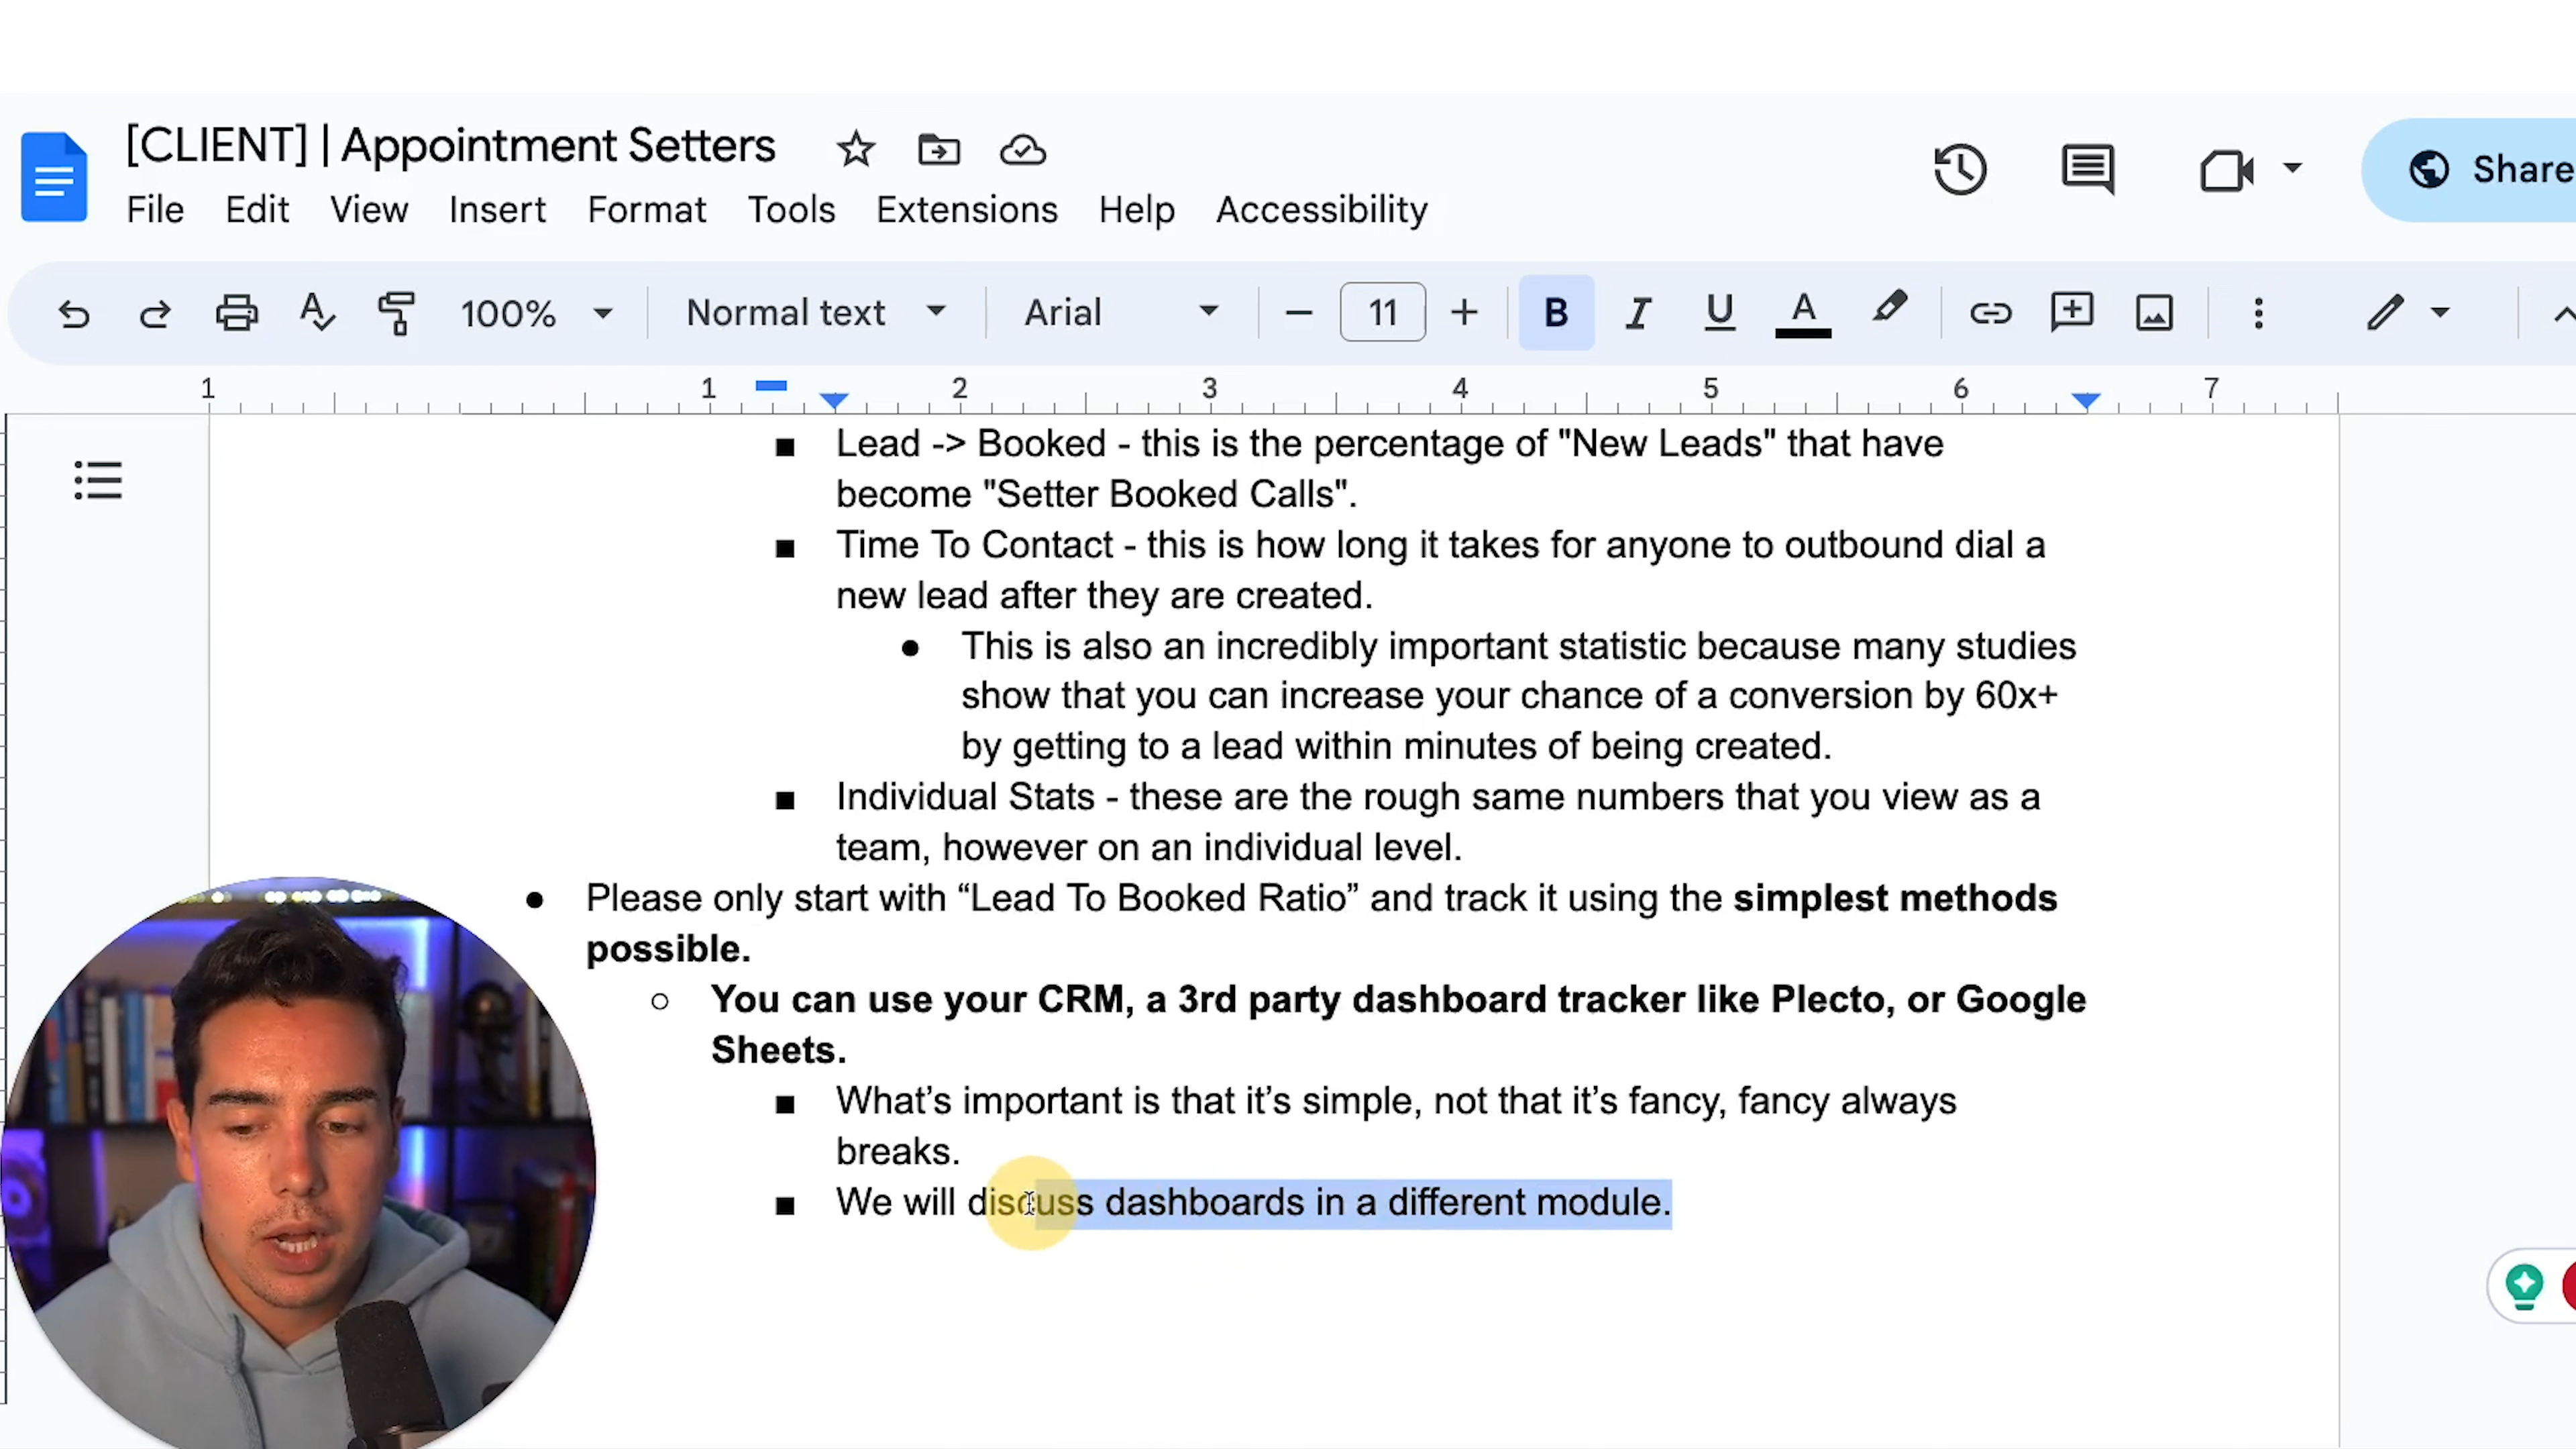 [CLIENT] | Appointment Setters
File Edit View Insert Format Tools Extensions Help Accessibility
Share
100% Normal text Arial 11 B I U A
1 1 2 3 4 5 6 7
Lead -> Booked - this is the percentage of "New Leads" that have
become "Setter Booked Calls".
Time To Contact - this is how long it takes for anyone to outbound dial a
new lead after they are created.
This is also an incredibly important statistic because many studies
show that you can increase your chance of a conversion by 60x+
by getting to a lead within minutes of being created.
Individual Stats - these are the rough same numbers that you view as a
team, however on an individual level.
Please only start with “Lead To Booked Ratio” and track it using the simplest methods
possible.
You can use your CRM, a 3rd party dashboard tracker like Plecto, or Google
Sheets.
What’s important is that it’s simple, not that it’s fancy, fancy always
breaks.
We will discuss dashboards in a different module.